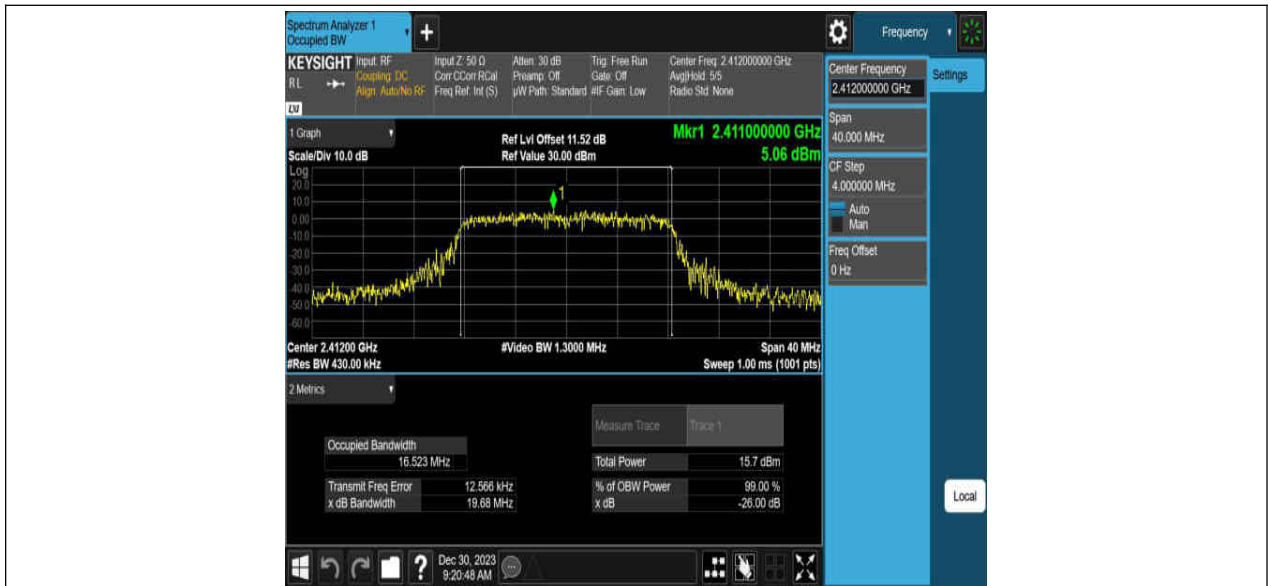 Spectrum Analyzer 1
Occupied BW
+
Frequency
KEYSIGHT
RL
LXI
Input: RF
Coupling: DC
Align: Auto/No RF
Input Z: 50 Ω
Corr CCorr RCal
Freq Ref: Int (S)
Atten: 30 dB
Preamp: Off
µW Path: Standard
Trig: Free Run
Gate: Off
#IF Gain: Low
Center Freq: 2.412000000 GHz
Avg|Hold: 5/5
Radio Std: None
Center Frequency
2.412000000 GHz
Settings
Span
40.000 MHz
CF Step
4.000000 MHz
Auto
Man
Freq Offset
0 Hz
1 Graph
Scale/Div 10.0 dB
Ref Lvl Offset 11.52 dB
Ref Value 30.00 dBm
Mkr1 2.411000000 GHz
5.06 dBm
Log
20.0
10.0
0.00
-10.0
-20.0
-30.0
-40.0
-50.0
-60.0
1
Center 2.41200 GHz
#Res BW 430.00 kHz
#Video BW 1.3000 MHz
Span 40 MHz
Sweep 1.00 ms (1001 pts)
2 Metrics
Measure Trace
Trace 1
Occupied Bandwidth
16.523 MHz
Total Power
15.7 dBm
Transmit Freq Error
12.566 kHz
% of OBW Power
99.00 %
x dB Bandwidth
19.68 MHz
x dB
-26.00 dB
Local
?
Dec 30, 2023
9:20:48 AM